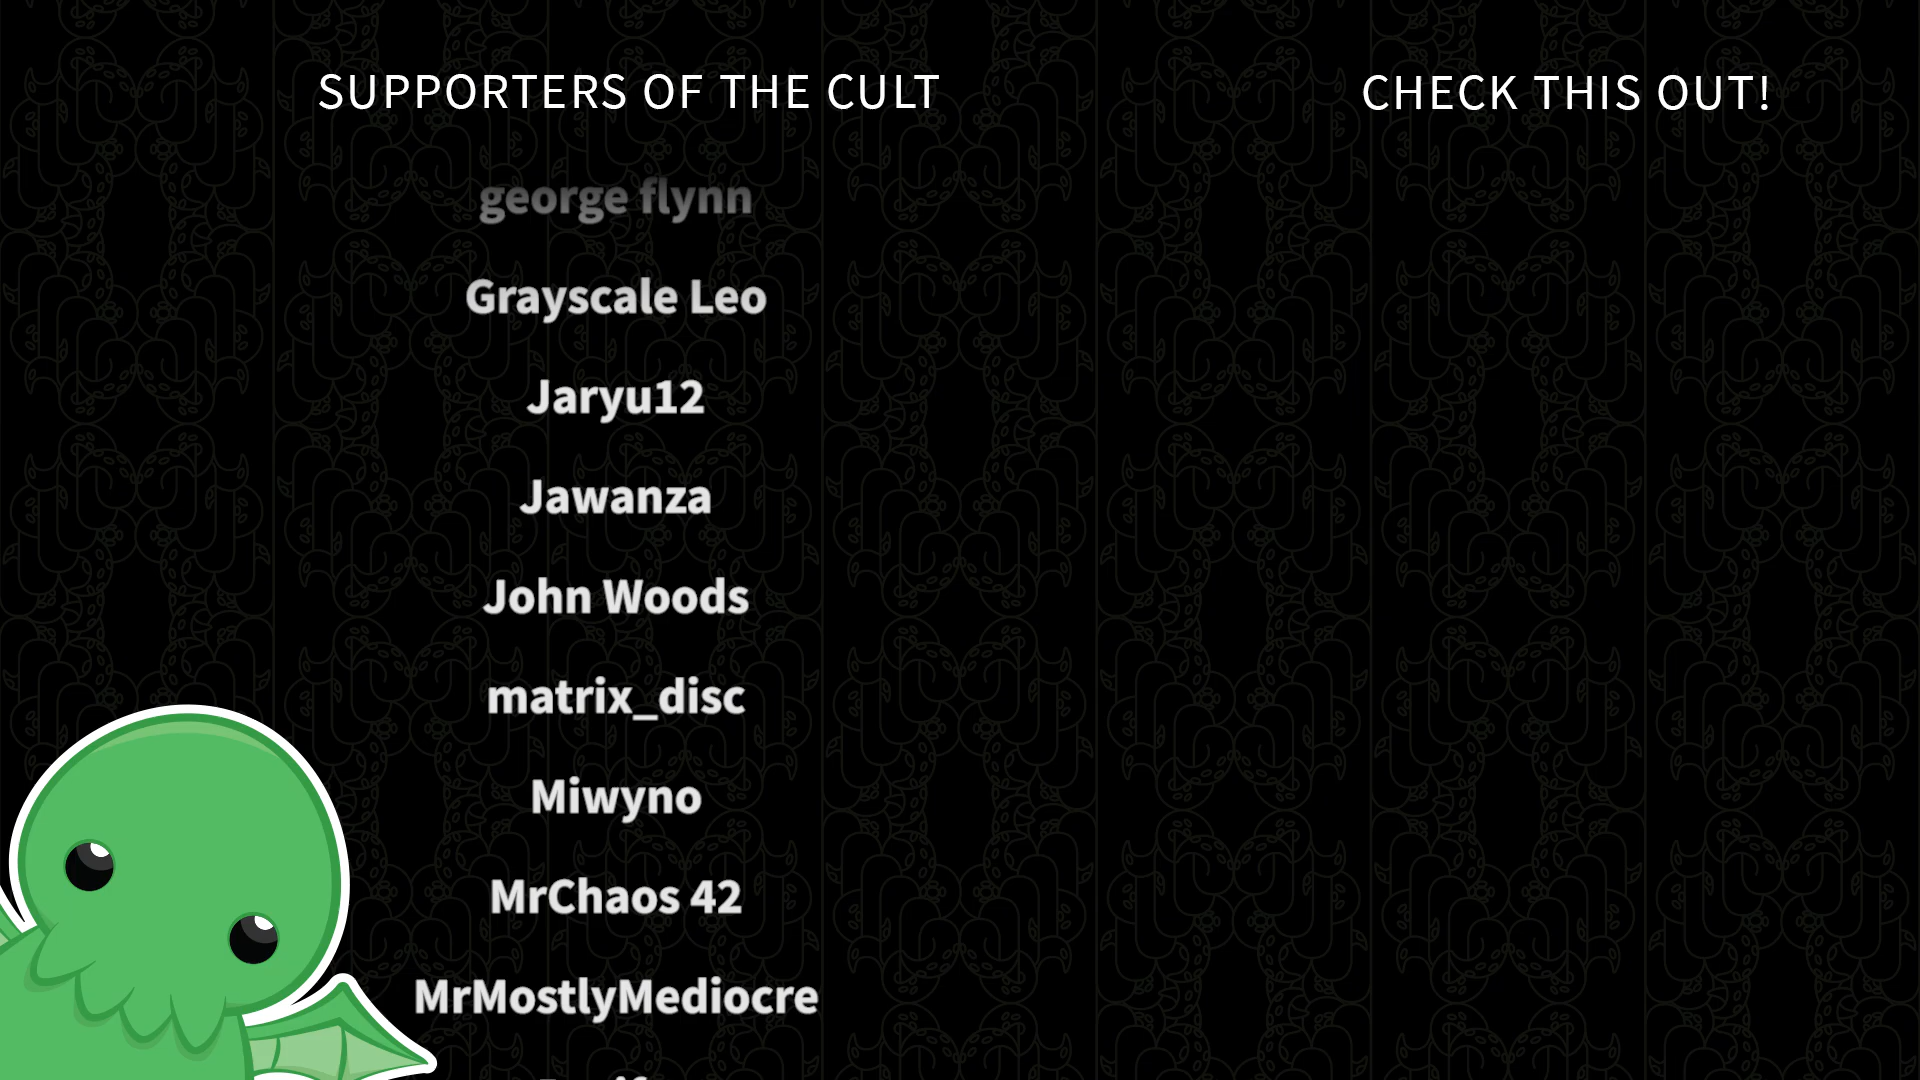 SUPPORTERS OF THE CULT
CHECK THIS OUT!
george flynn
Grayscale Leo
Jaryu12
Jawanza
John Woods
matrix_disc
Miwyno
MrChaos 42
MrMostlyMediocre